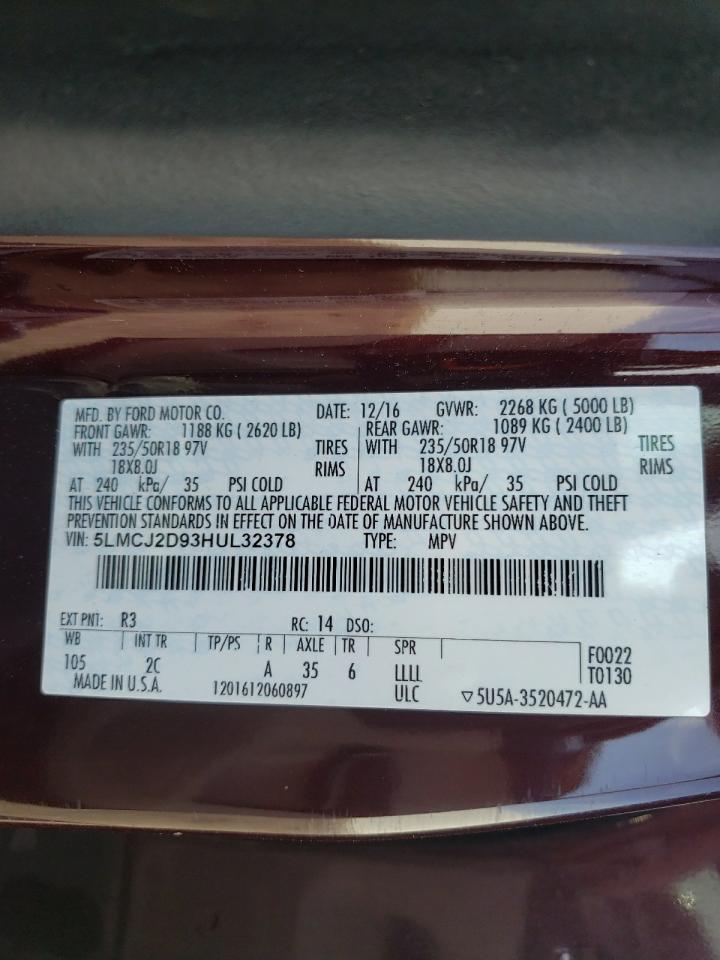 MFD. BY FORD MOTOR CO. DATE: 12/16 GVWR: 2268 KG ( 5000 LB)
FRONT GAWR: 1188 KG ( 2620 LB) REAR GAWR: 1089 KG ( 2400 LB)
WITH 235/50R18 97V TIRES WITH 235/50R18 97V TIRES
18X8.0J RIMS 18X8.0J RIMS
AT 240 kPa/ 35 PSI COLD AT 240 kPa/ 35 PSI COLD
THIS VEHICLE CONFORMS TO ALL APPLICABLE FEDERAL MOTOR VEHICLE SAFETY AND THEFT
PREVENTION STANDARDS IN EFFECT ON THE DATE OF MANUFACTURE SHOWN ABOVE.
VIN: 5LMCJ2D93HUL32378 TYPE: MPV
EXT PNT: R3 RC: 14 DSO:
WB INT TR TP/PS R AXLE TR SPR F0022
105 2C A 35 6 LLLL T0130
MADE IN U.S.A. 1201612060897 ULC ▽5U5A-3520472-AA